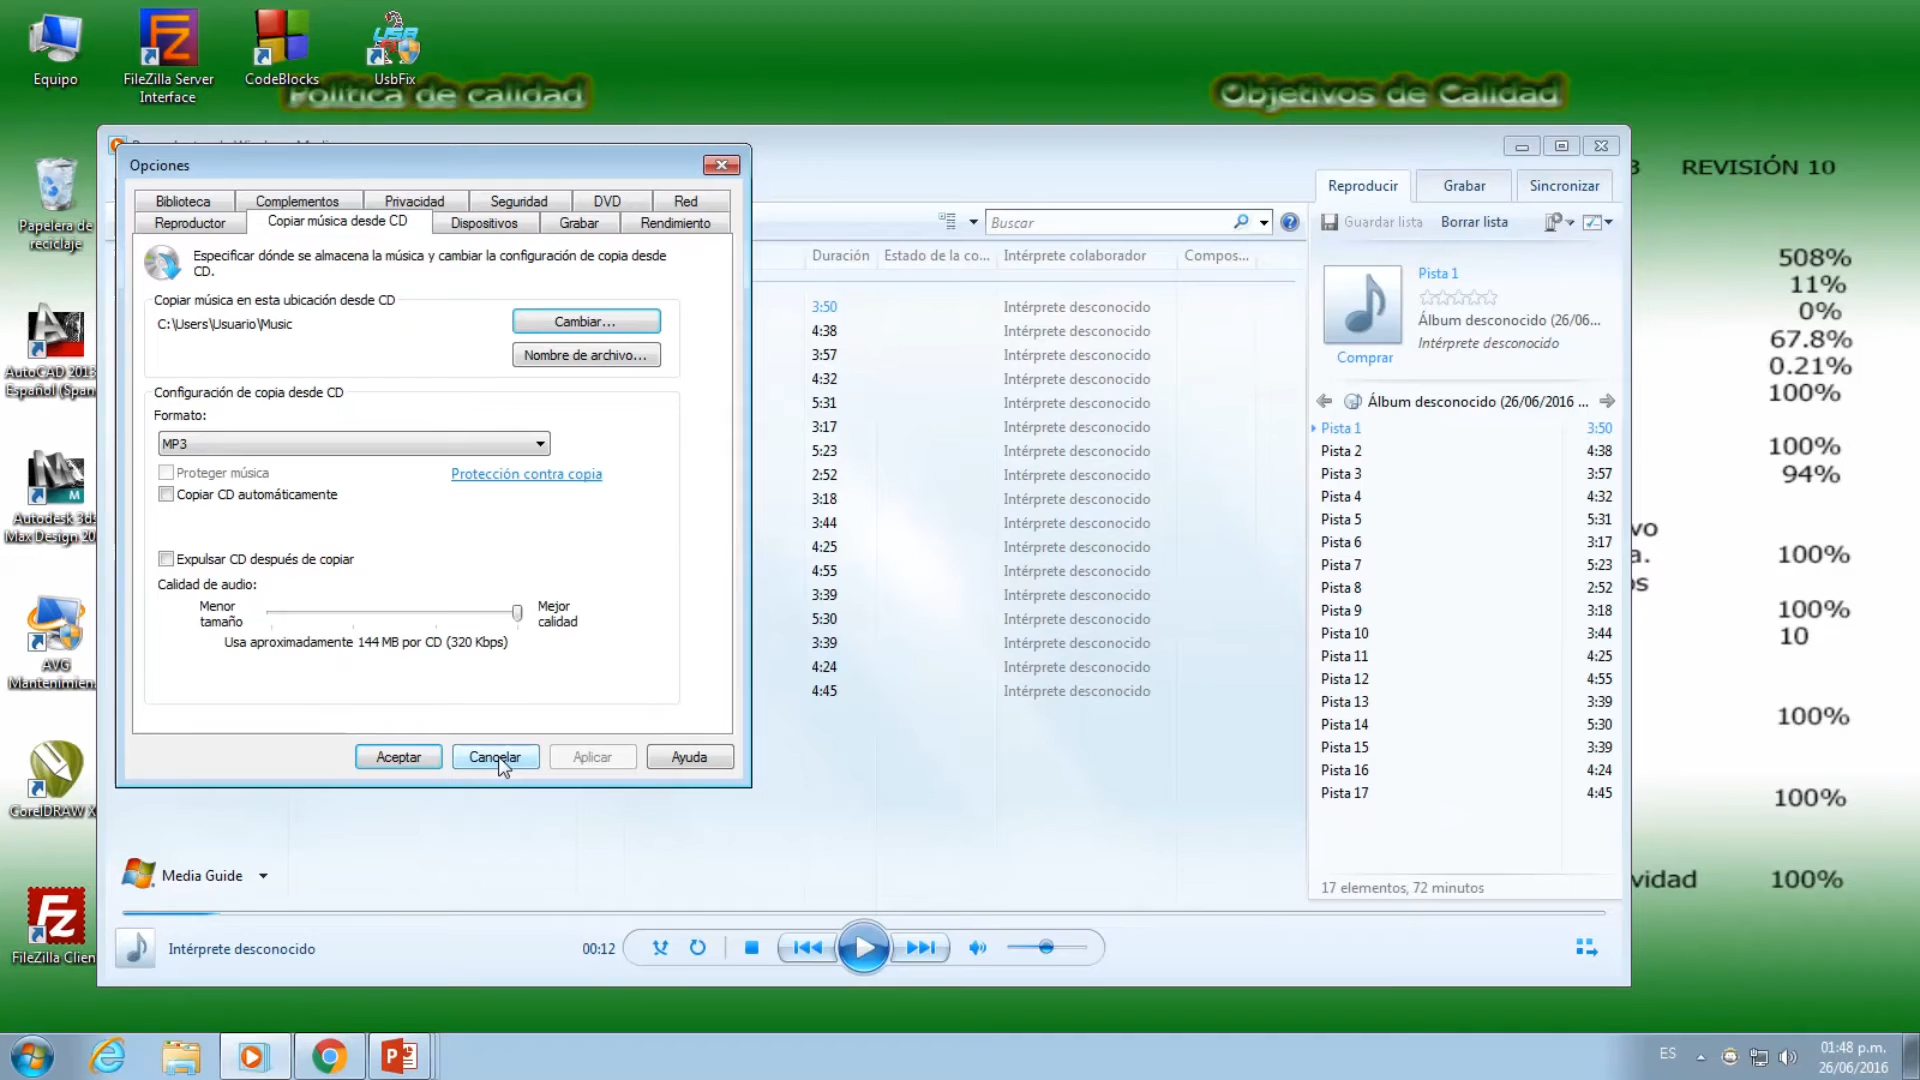 Equipo
FileZilla Server
Interface
CodeBlocks
UsbFix
Política de calidad
Objetivos de Calidad
Papelera de
reciclaje
AutoCAD 2013
Español (Span
Autodesk 3ds
Max Design 20
AVG
Mantenimien
CorelDRAW X
FileZilla Client
Opciones
Biblioteca
Complementos
Privacidad
Seguridad
DVD
Red
Reproductor
Copiar música desde CD
Dispositivos
Grabar
Rendimiento
Especificar dónde se almacena la música y cambiar la configuración de copia desde
CD.
Copiar música en esta ubicación desde CD
C:\Users\Usuario\Music
Cambiar...
Nombre de archivo...
Configuración de copia desde CD
Formato:
MP3
Proteger música
Protección contra copia
Copiar CD automáticamente
Expulsar CD después de copiar
Calidad de audio:
Menor
tamaño
Mejor
calidad
Usa aproximadamente 144 MB por CD (320 Kbps)
Aceptar
Cancelar
Aplicar
Ayuda
Buscar
Duración Estado de la co... Intérprete colaborador Compos...
3:50 Intérprete desconocido
4:38 Intérprete desconocido
3:57 Intérprete desconocido
4:32 Intérprete desconocido
5:31 Intérprete desconocido
3:17 Intérprete desconocido
5:23 Intérprete desconocido
2:52 Intérprete desconocido
3:18 Intérprete desconocido
3:44 Intérprete desconocido
4:25 Intérprete desconocido
4:55 Intérprete desconocido
3:39 Intérprete desconocido
5:30 Intérprete desconocido
3:39 Intérprete desconocido
4:24 Intérprete desconocido
4:45 Intérprete desconocido
Reproducir
Grabar
Sincronizar
Guardar lista
Borrar lista
Pista 1
Álbum desconocido (26/06...
Intérprete desconocido
Comprar
Álbum desconocido (26/06/2016 ...
Pista 1 3:50
Pista 2 4:38
Pista 3 3:57
Pista 4 4:32
Pista 5 5:31
Pista 6 3:17
Pista 7 5:23
Pista 8 2:52
Pista 9 3:18
Pista 10 3:44
Pista 11 4:25
Pista 12 4:55
Pista 13 3:39
Pista 14 5:30
Pista 15 3:39
Pista 16 4:24
Pista 17 4:45
17 elementos, 72 minutos
Media Guide
Intérprete desconocido
00:12
REVISIÓN 10
508%
11%
0%
67.8%
0.21%
100%
100%
94%
vo
a.
100%
os
100%
10
100%
100%
vidad 100%
ES
01:48 p.m.
26/06/2016